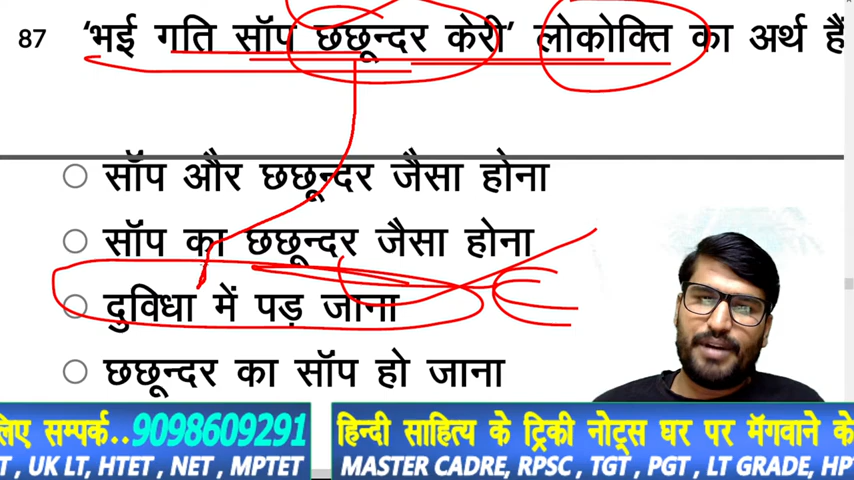 87 ‘भई गति सॉप छछून्दर केरी’ लोकोक्ति का अर्थ हैं
सॉप और छछून्दर जैसा होना
सॉप का छछून्दर जैसा होना
दुविधा में पड़ जाना
छछून्दर का सॉप हो जाना
लिए सम्पर्क..9098609291
T, UK LT, HTET , NET , MPTET
हिन्दी साहित्य के ट्रिकी नोट्स घर पर मॅगवाने के
MASTER CADRE, RPSC , TGT , PGT , LT GRADE, HP